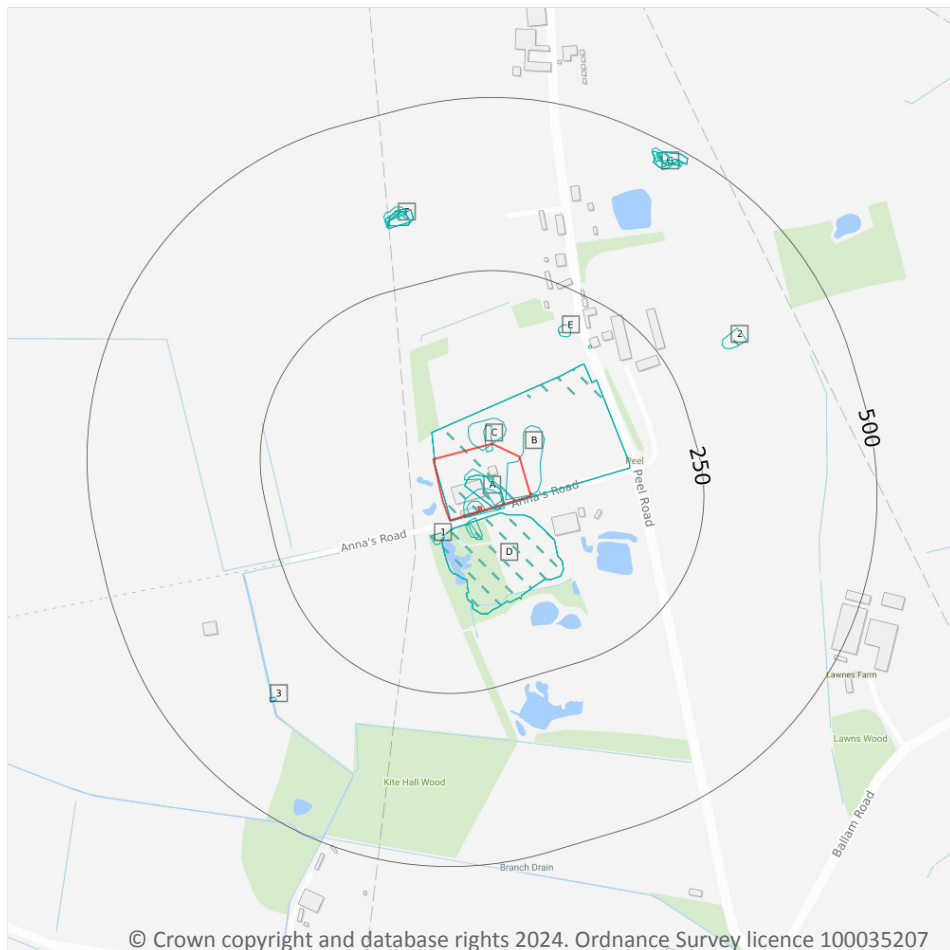 G
F
500
E
2
C
B
250
Peel
A
Anna's Road
Peel Road
1
Anna's Road
D
Lawnes Farm
3
Lawns Wood
Kite Hall Wood
Ballam Road
Branch Drain
© Crown copyright and database rights 2024. Ordnance Survey licence 100035207